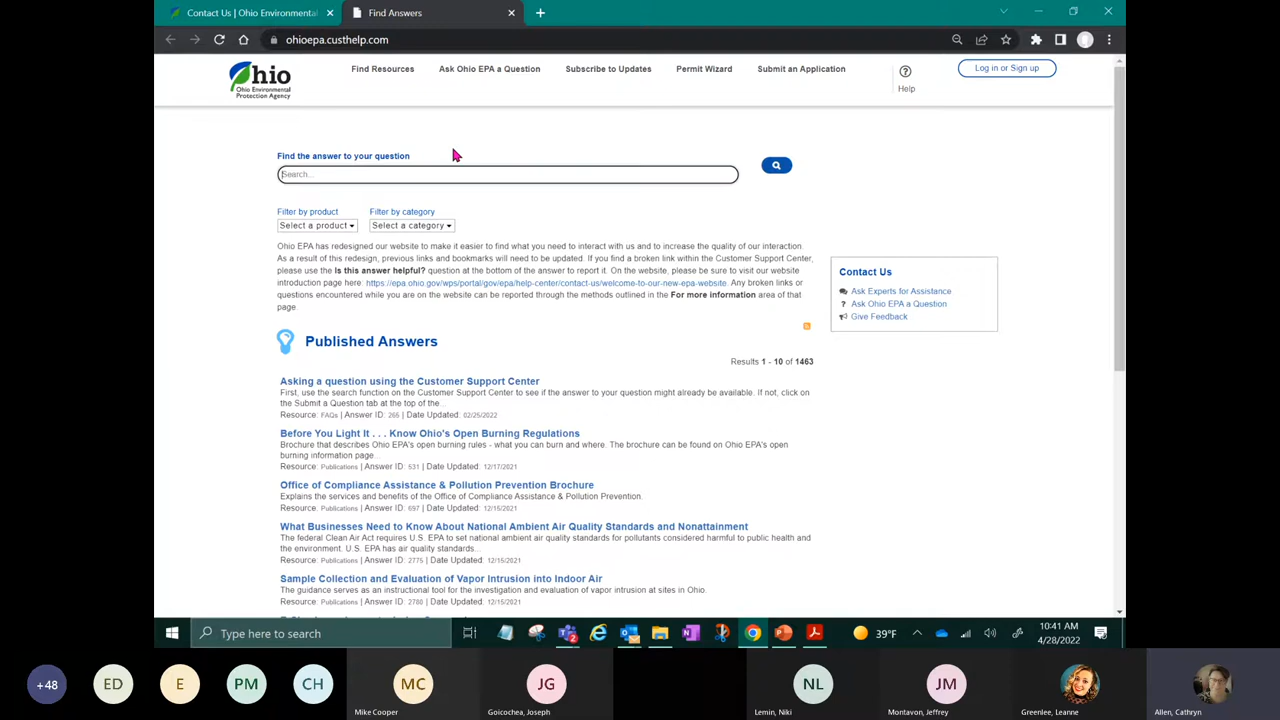 Contact Us | Ohio Environmental
Find Answers
ohioepa.custhelp.com
Ohio
Ohio Environmental
Protection Agency
Find Resources
Ask Ohio EPA a Question
Subscribe to Updates
Permit Wizard
Submit an Application
Help
Log in or Sign up
Find the answer to your question
Search...
Filter by product
Filter by category
Select a product
Select a category
Ohio EPA has redesigned our website to make it easier to find what you need to interact with us and to increase the quality of our interaction.
As a result of this redesign, previous links and bookmarks will need to be updated. If you find a broken link within the Customer Support Center,
please use the Is this answer helpful? question at the bottom of the answer to report it. On the website, please be sure to visit our website
introduction page here: https://epa.ohio.gov/wps/portal/gov/epa/help-center/contact-us/welcome-to-our-new-epa-website. Any broken links or
questions encountered while you are on the website can be reported through the methods outlined in the For more information area of that
page.
Contact Us
Ask Experts for Assistance
? Ask Ohio EPA a Question
Give Feedback
Published Answers
Results 1 - 10 of 1463
Asking a question using the Customer Support Center
First, use the search function on the Customer Support Center to see if the answer to your question might already be available. If not, click on
the Submit a Question tab at the top of the...
Resource: FAQs | Answer ID: 266 | Date Updated: 02/25/2022
Before You Light It . . . Know Ohio's Open Burning Regulations
Brochure that describes Ohio EPA's open burning rules - what you can burn and where. The brochure can be found on Ohio EPA's open
burning information page...
Resource: Publications | Answer ID: 531 | Date Updated: 12/17/2021
Office of Compliance Assistance & Pollution Prevention Brochure
Explains the services and benefits of the Office of Compliance Assistance & Pollution Prevention.
Resource: Publications | Answer ID: 697 | Date Updated: 12/15/2021
What Businesses Need to Know About National Ambient Air Quality Standards and Nonattainment
The federal Clean Air Act requires U.S. EPA to set national ambient air quality standards for pollutants considered harmful to public health and
the environment. U.S. EPA has air quality standards...
Resource: Publications | Answer ID: 2775 | Date Updated: 12/15/2021
Sample Collection and Evaluation of Vapor Intrusion into Indoor Air
The guidance serves as an instructional tool for the investigation and evaluation of vapor intrusion at sites in Ohio.
Resource: Publications | Answer ID: 2780 | Date Updated: 12/15/2021
Type here to search
39°F
10:41 AM
4/28/2022
+48
ED
E
PM
CH
MC
JG
NL
JM
Mike Cooper
Goicochea, Joseph
Lemin, Niki
Montavon, Jeffrey
Greenlee, Leanne
Allen, Cathryn